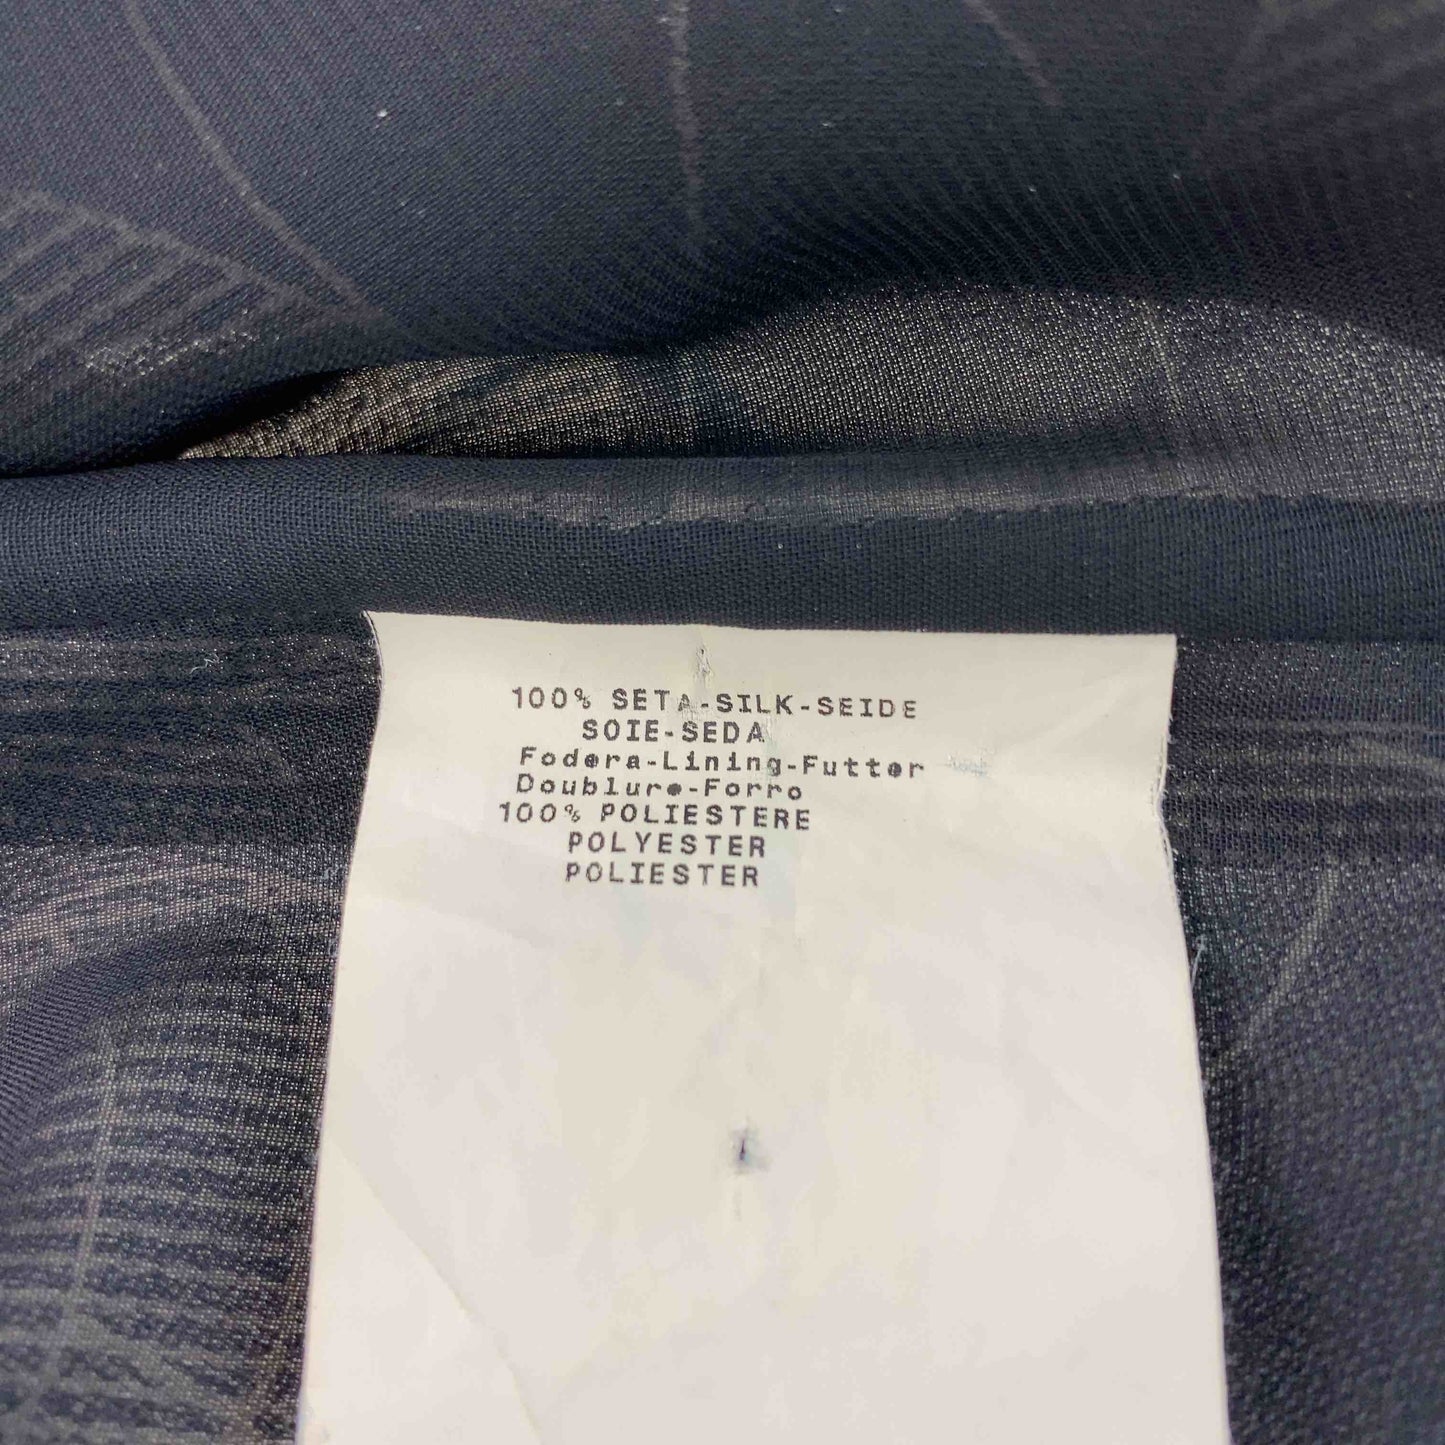 100% SETA-SILK-SEIDE
SOIE-SEDA
Fodera-Lining-Futter
Doublure-Forro
100% POLIESTERE
POLYESTER
POLIESTER